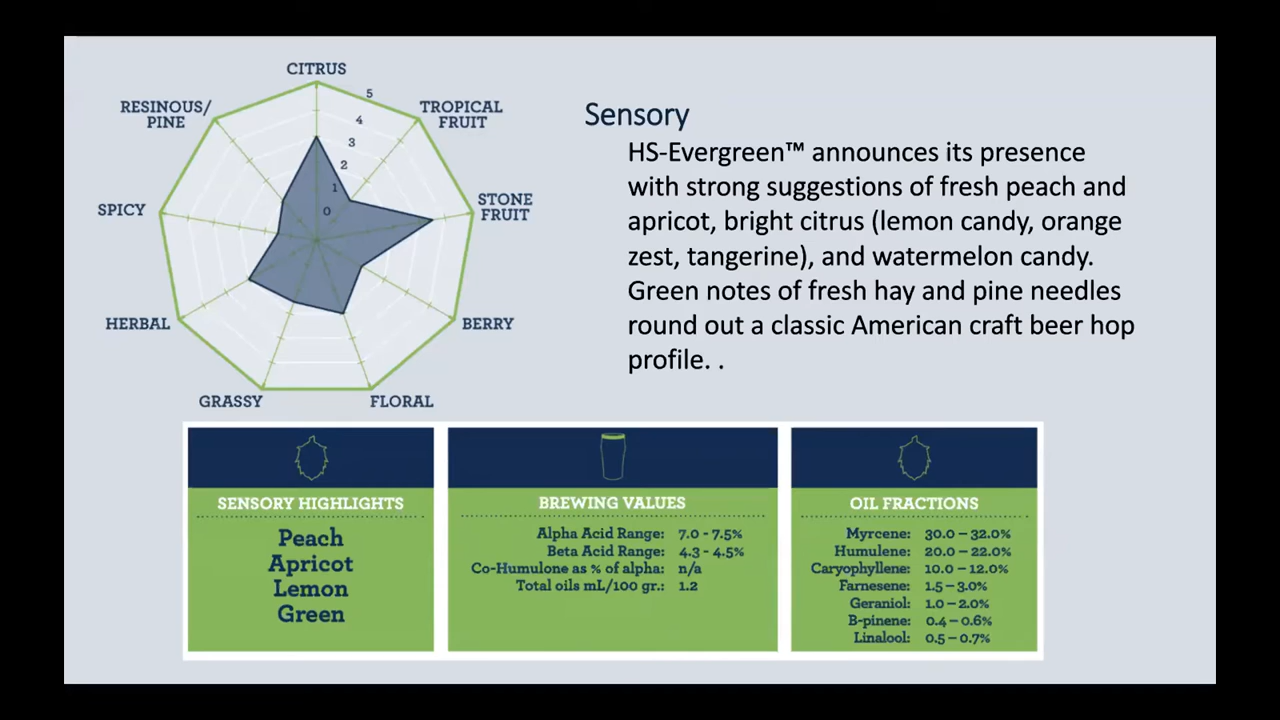 CITRUS
5
RESINOUS/
PINE
TROPICAL
FRUIT
4
3
2
1
0
SPICY
STONE
FRUIT
HERBAL
BERRY
GRASSY
FLORAL
Sensory
HS-Evergreen™ announces its presence
with strong suggestions of fresh peach and
apricot, bright citrus (lemon candy, orange
zest, tangerine), and watermelon candy.
Green notes of fresh hay and pine needles
round out a classic American craft beer hop
profile. .
SENSORY HIGHLIGHTS
Peach
Apricot
Lemon
Green
BREWING VALUES
Alpha Acid Range: 7.0 - 7.5%
Beta Acid Range: 4.3 - 4.5%
Co-Humulone as % of alpha: n/a
Total oils mL/100 gr.: 1.2
OIL FRACTIONS
Myrcene: 30.0 – 32.0%
Humulene: 20.0 – 22.0%
Caryophyllene: 10.0 – 12.0%
Farnesene: 1.5 – 3.0%
Geraniol: 1.0 – 2.0%
B-pinene: 0.4 – 0.6%
Linalool: 0.5 – 0.7%